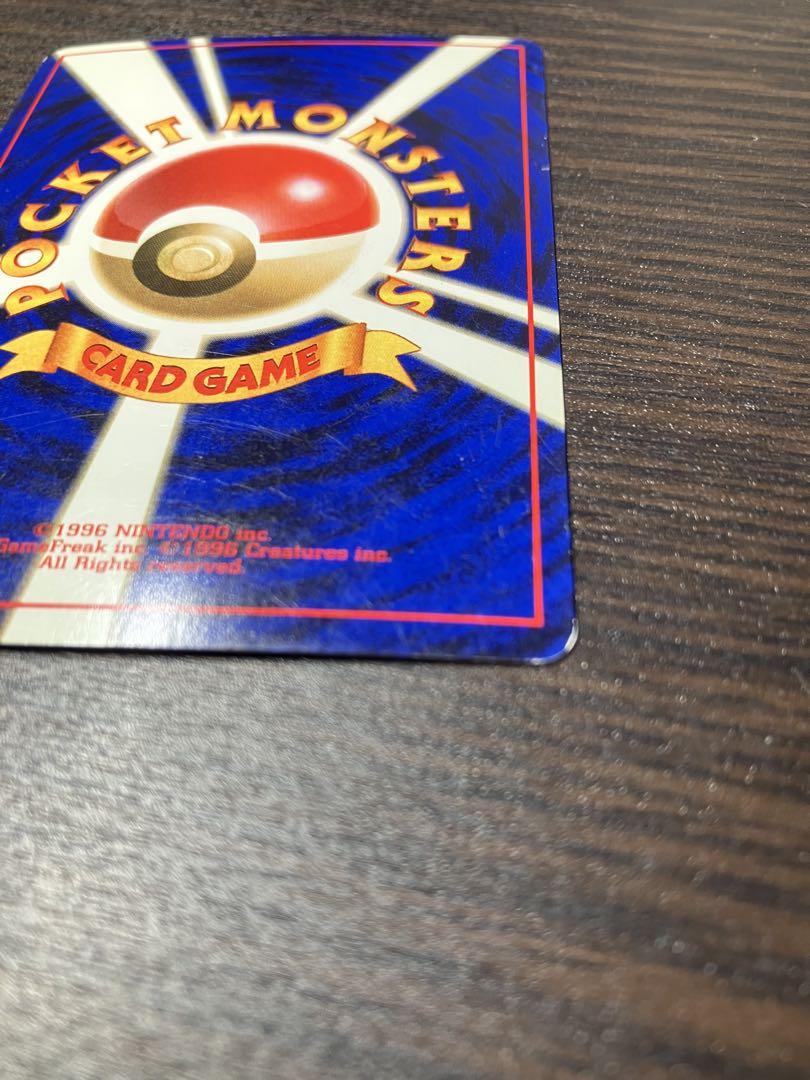 POCKET MONSTERS
CARD GAME
©1996 NINTENDO inc.
GameFreak inc. ©1996 Creatures inc.
All Rights reserved.